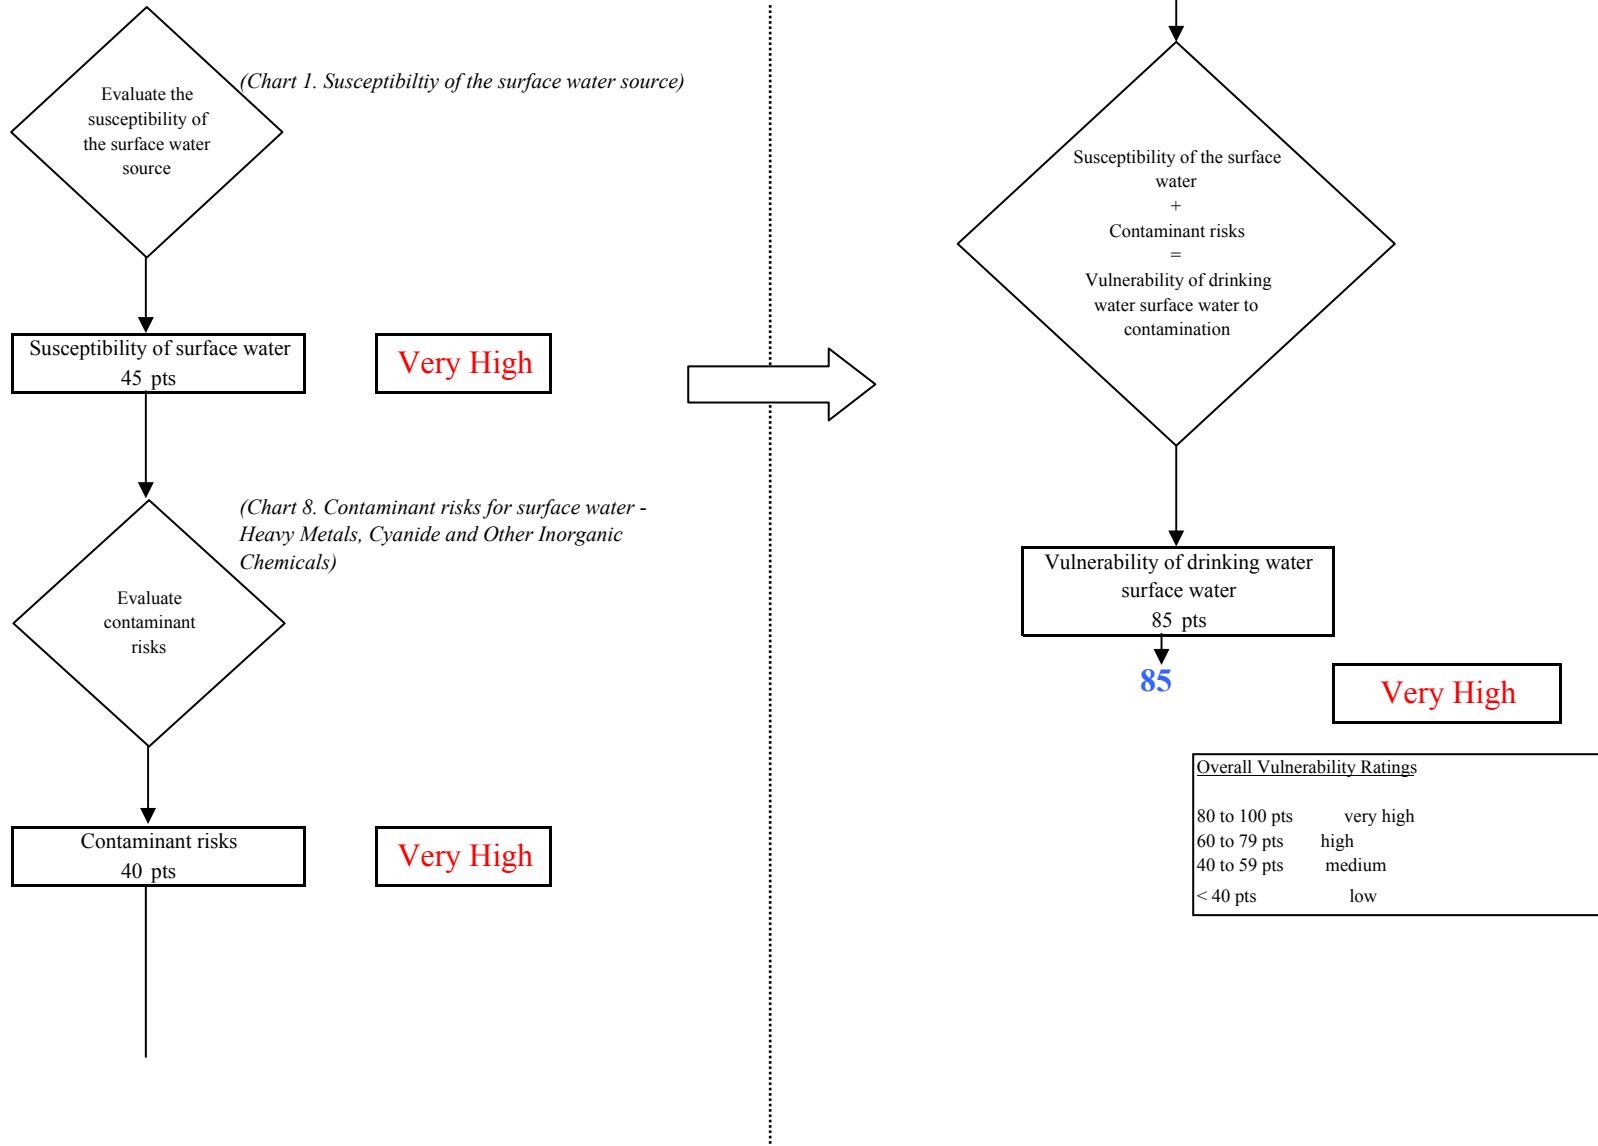 (Chart 1. Susceptibiltiy of the surface water source)
Evaluate the
susceptibility of
the surface water
source
Susceptibility of surface water
45 pts
Very High
(Chart 8. Contaminant risks for surface water -
Heavy Metals, Cyanide and Other Inorganic
Chemicals)
Evaluate
contaminant
risks
Contaminant risks
40 pts
Very High
Susceptibility of the surface
water
+
Contaminant risks
=
Vulnerability of drinking
water surface water to
contamination
Vulnerability of drinking water
surface water
85 pts
85
Very High
Overall Vulnerability Ratings
80 to 100 pts very high
60 to 79 pts high
40 to 59 pts medium
< 40 pts low